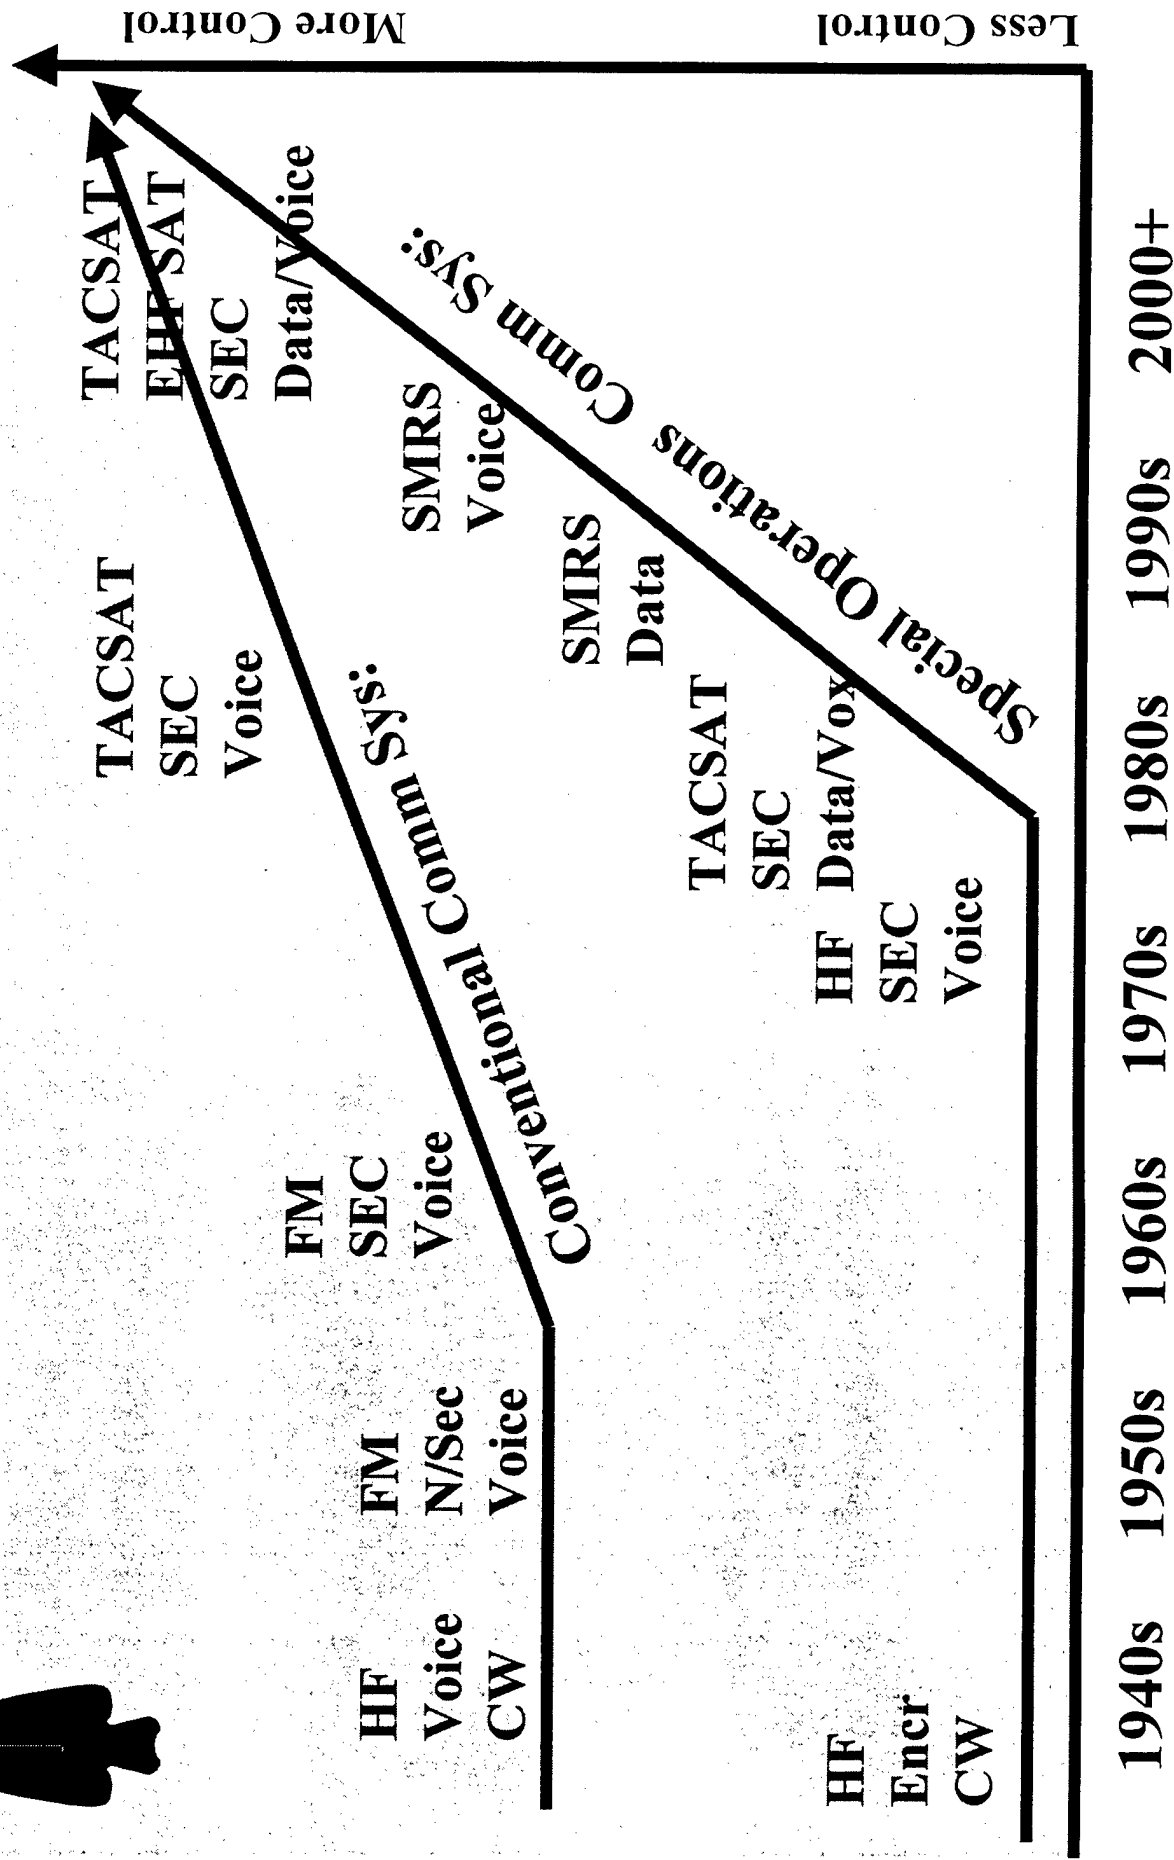 HF
Voice
CW
FM
N/Sec
Voice
FM
SEC
Voice
TACSAT
SEC
Voice
TACSAT
EHF SAT
SEC
Data/Voice
Conventional Comm Sys:
HF
Encr
CW
HF
SEC
Voice
TACSAT
SEC
Data/Vox
SMRS
Data
SMRS
Voice
Special Operations Comm Sys:
More Control
Less Control
1940s 1950s 1960s 1970s 1980s 1990s 2000+